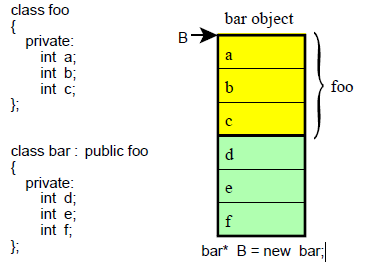 class foo
{
private:
int a;
int b;
int c;
};
class bar : public foo
{
private:
int d;
int e;
int f;
};
bar object
B
a
b
c
d
e
f
foo
bar* B = new bar;